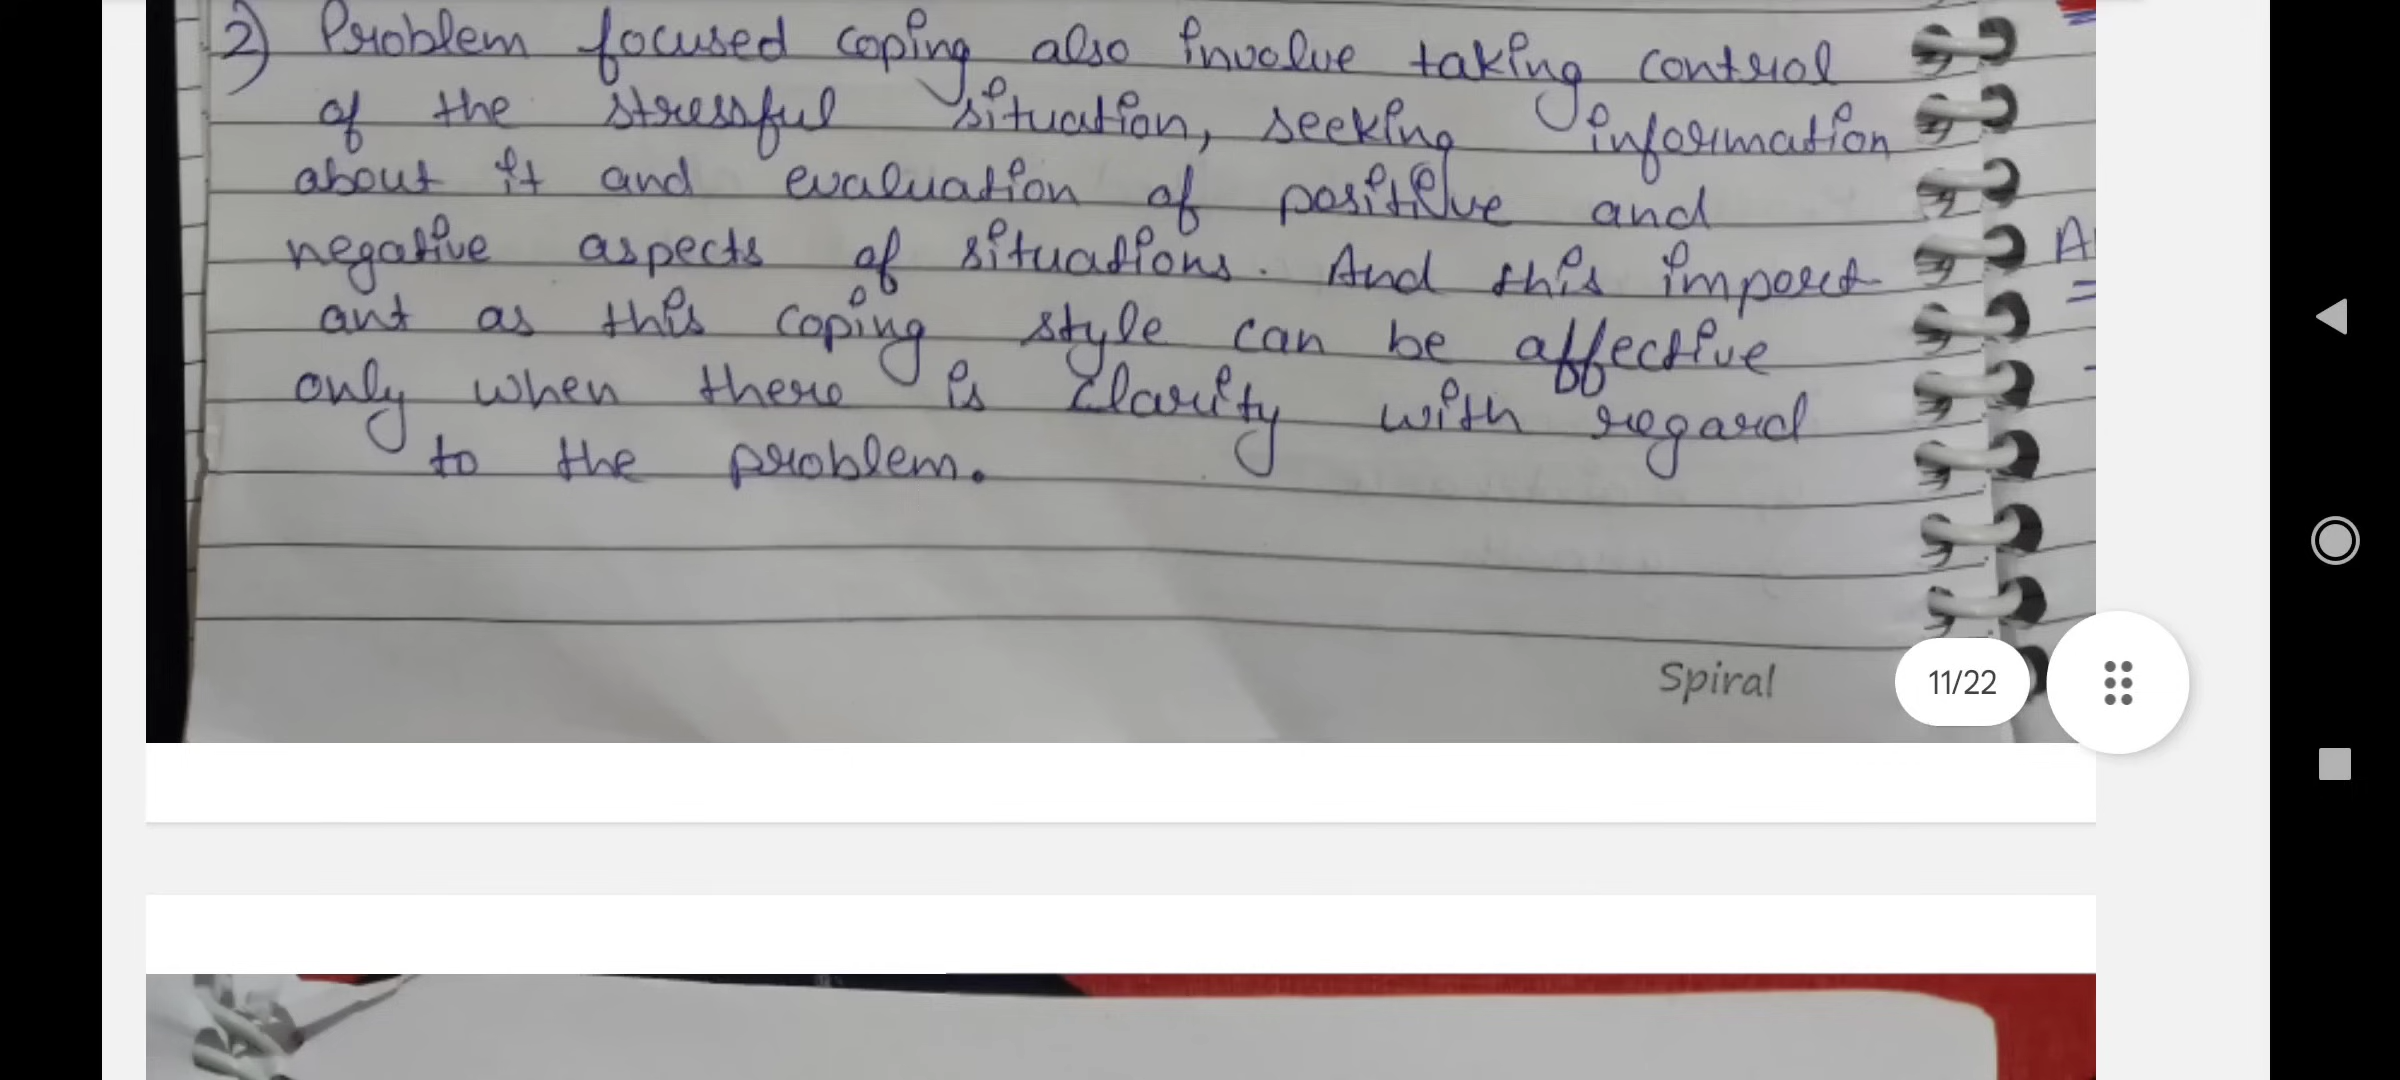 2) Problem focused coping also involve taking control
of the stressful situation, seeking information
about it and evaluation of positive and
negative aspects of situations. And this import
ant as this coping style can be affective
only when there is clarity with regard
to the problem.
Spiral
11/22